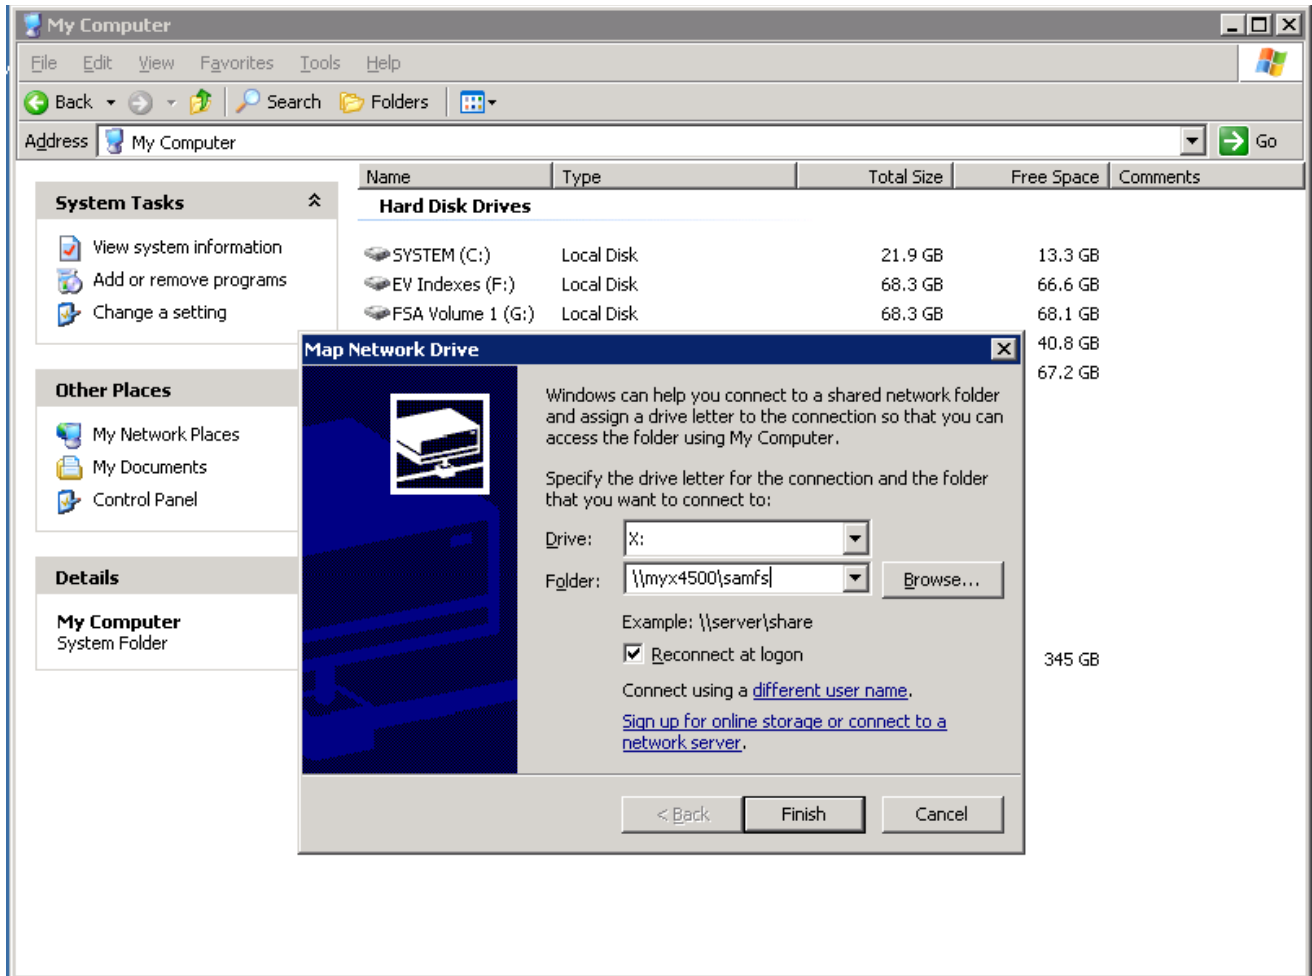 My Computer
File Edit View Favorites Tools Help
Back Search Folders
Address My Computer Go
Name Type Total Size Free Space Comments
System Tasks
View system information
Add or remove programs
Change a setting
Hard Disk Drives
SYSTEM (C:) Local Disk 21.9 GB 13.3 GB
EV Indexes (F:) Local Disk 68.3 GB 66.6 GB
FSA Volume 1 (G:) Local Disk 68.3 GB 68.1 GB
40.8 GB
67.2 GB
345 GB
Other Places
My Network Places
My Documents
Control Panel
Details
My Computer
System Folder
Map Network Drive
Windows can help you connect to a shared network folder
and assign a drive letter to the connection so that you can
access the folder using My Computer.
Specify the drive letter for the connection and the folder
that you want to connect to:
Drive: X:
Folder: \\myx4500\samfs Browse...
Example: \\server\share
Reconnect at logon
Connect using a different user name.
Sign up for online storage or connect to a
network server.
< Back Finish Cancel